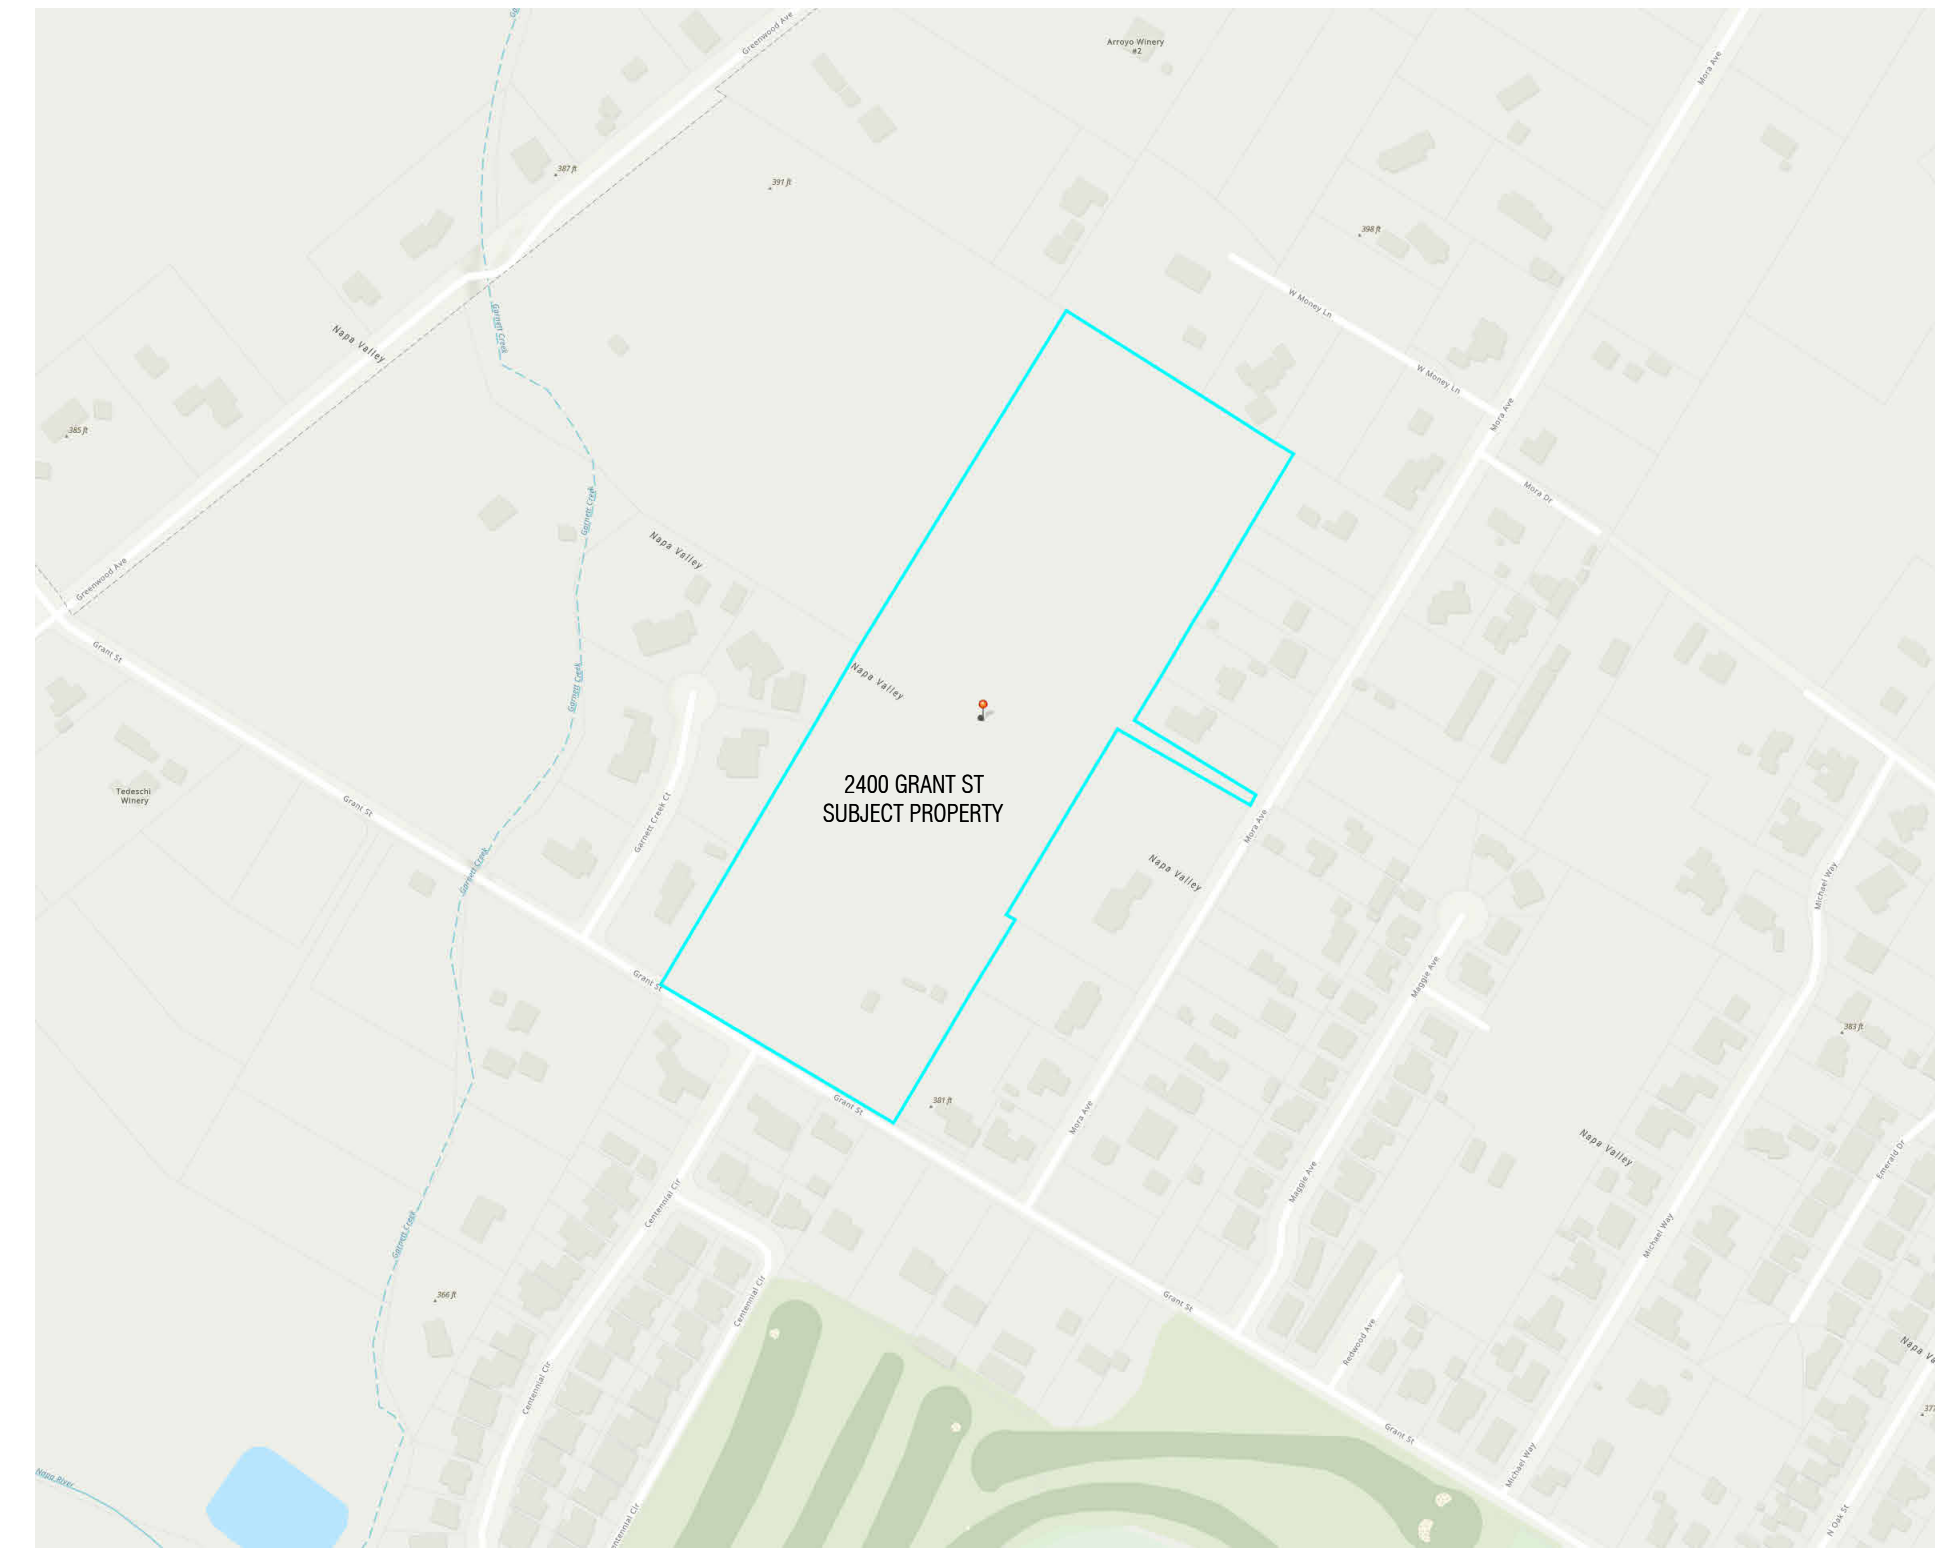 Greenwood Ave
Arroyo Winery
#2
Mora Ave
387 ft
391 ft
398 ft
W Money Ln
Garnett Creek
Napa Valley
W Money Ln
Mora Ave
385 ft
Mora Dr
Garnett Creek
Napa Valley
Greenwood Ave
Grant St
Garnett Creek
Napa Valley
2400 GRANT ST
SUBJECT PROPERTY
Tedeschi
Winery
Grant St
Garnett Creek Ct
Mora Ave
Napa Valley
Garnett Creek
Michael Way
Grant St
Maggie Ave
383 ft
Grant St
381 ft
Mora Ave
Napa Valley
Emerald Dr
Maggie Ave
Centennial Cir
Garnett Creek
Michael Way
366 ft
Centennial Cir
Grant St
Redwood Ave
Napa Va
Centennial Cir
377
Grant St
Napa River
Michael Way
N Oak St
entennial Cir